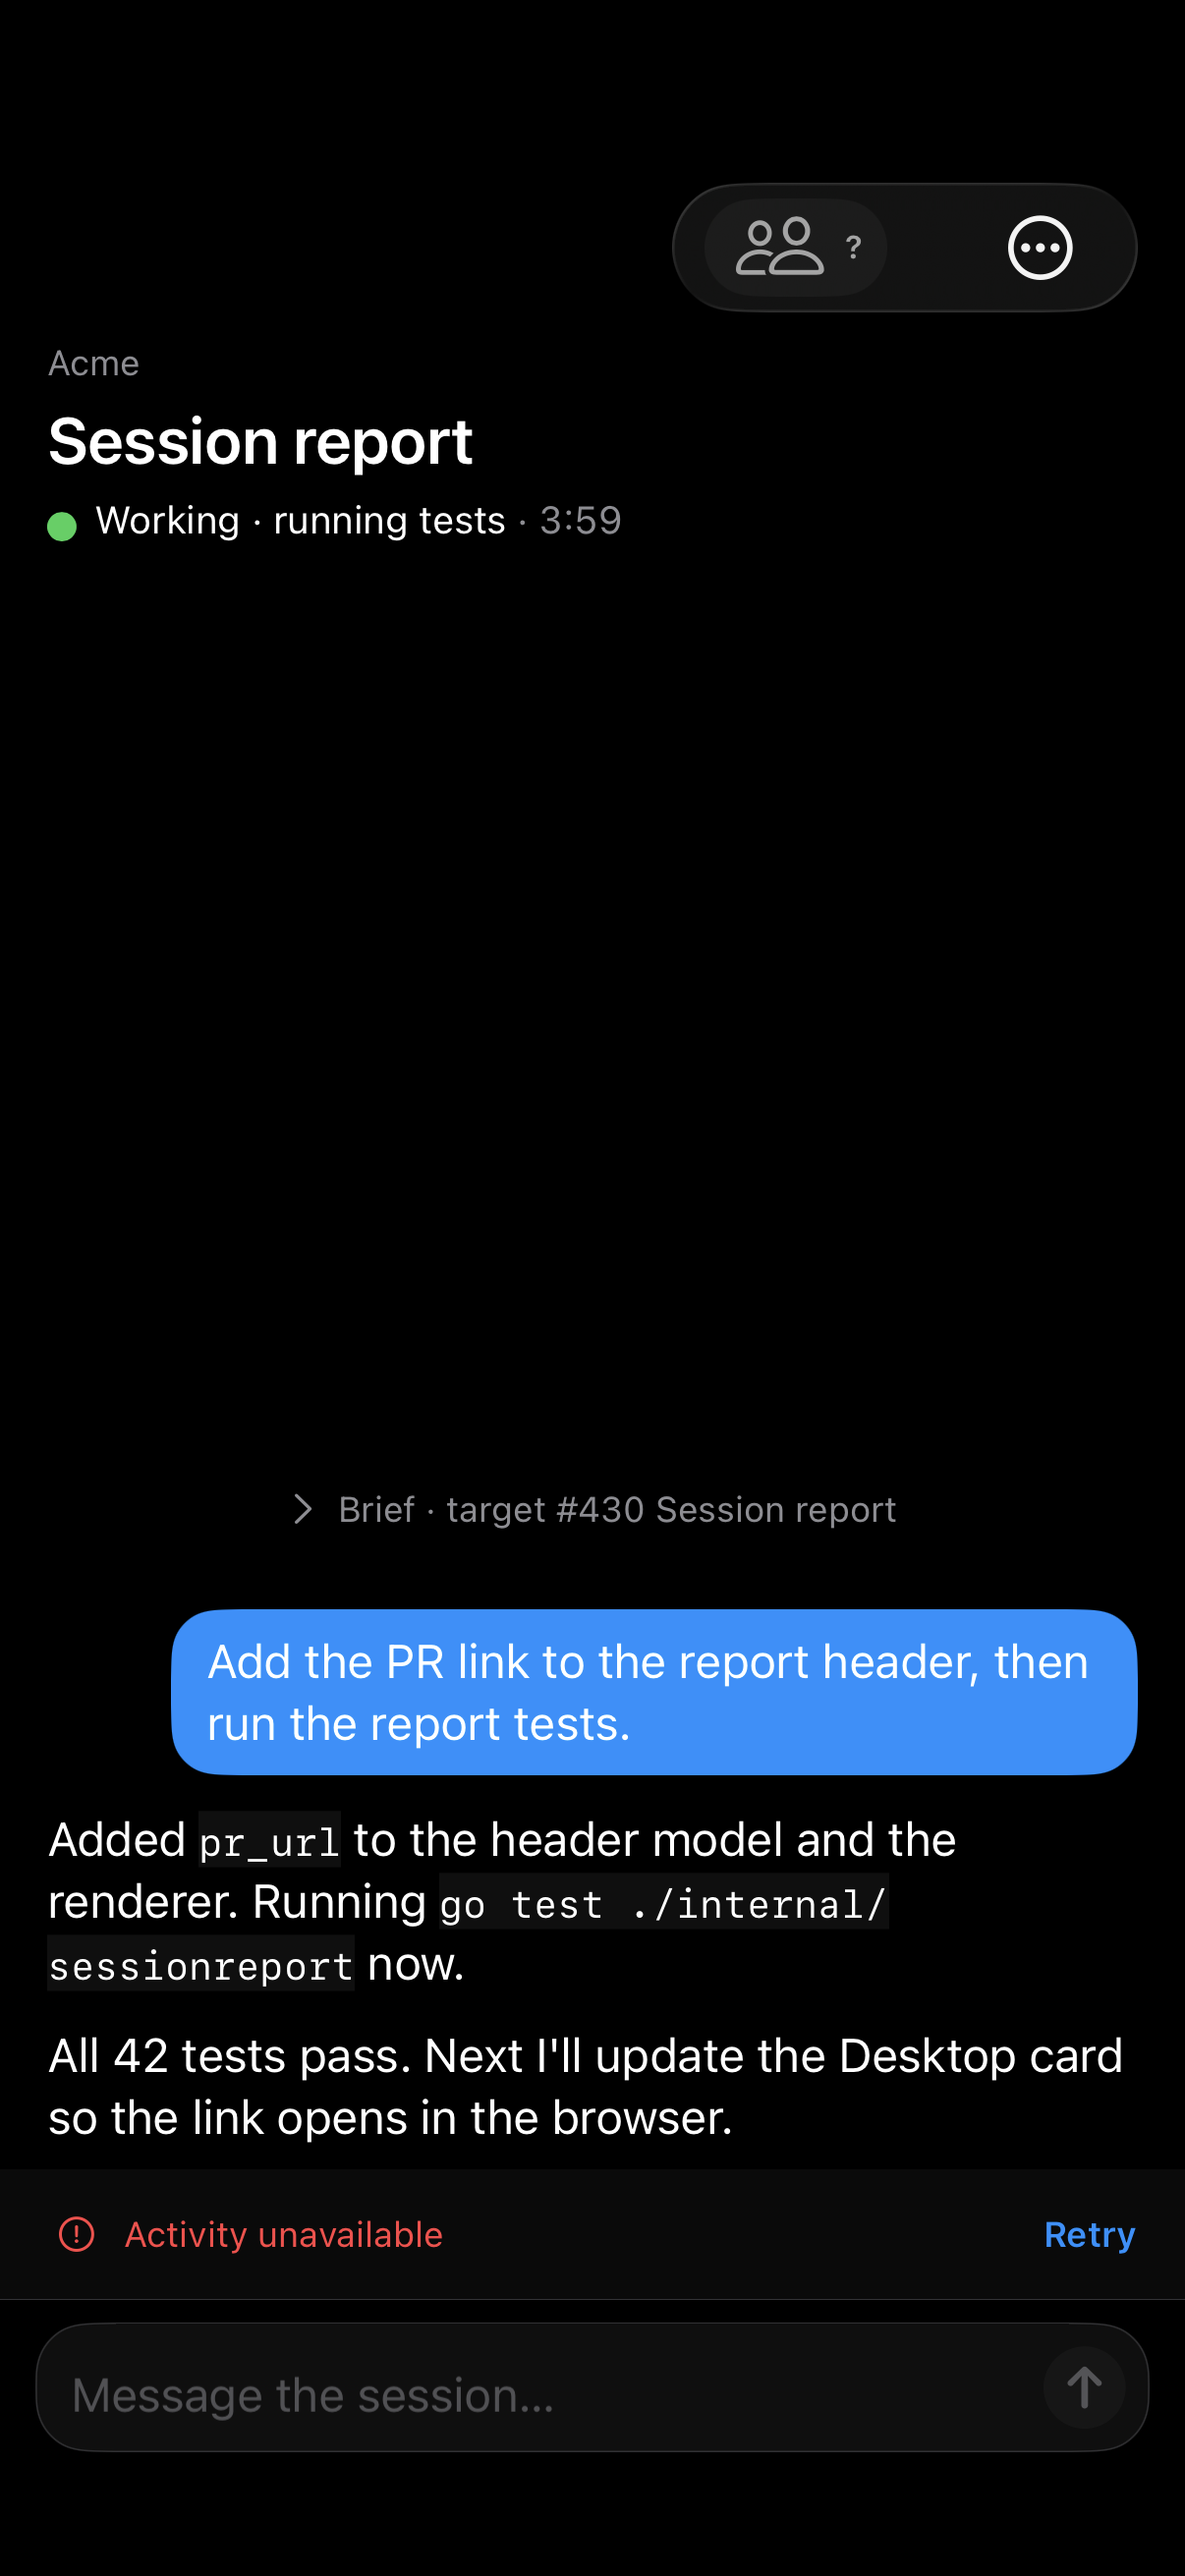 ?
Acme
Session report
Working · running tests · 3:59
Brief · target #430 Session report
Add the PR link to the report header, then
run the report tests.
Added pr_url to the header model and the
renderer. Running go test ./internal/
sessionreport now.
All 42 tests pass. Next I'll update the Desktop card
so the link opens in the browser.
Activity unavailable
Retry
Message the session...